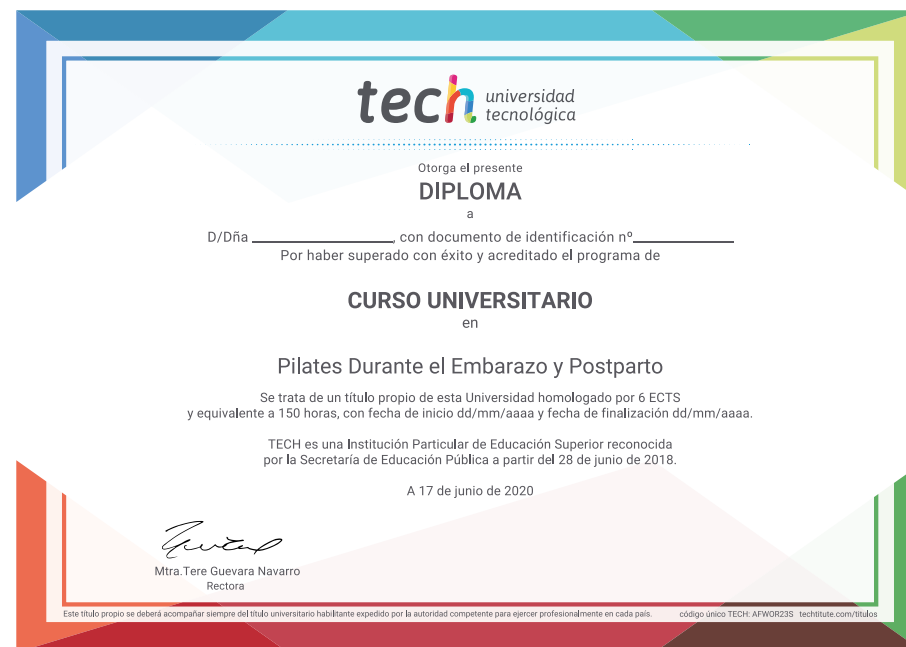 tech universidad
tecnológica
Otorga el presente
DIPLOMA
a
D/Dña ____________________, con documento de identificación nº______________
Por haber superado con éxito y acreditado el programa de
CURSO UNIVERSITARIO
en
Pilates Durante el Embarazo y Postparto
Se trata de un título propio de esta Universidad homologado por 6 ECTS
y equivalente a 150 horas, con fecha de inicio dd/mm/aaaa y fecha de finalización dd/mm/aaaa.
TECH es una Institución Particular de Educación Superior reconocida
por la Secretaría de Educación Pública a partir del 28 de junio de 2018.
A 17 de junio de 2020
Mtra.Tere Guevara Navarro
Rectora
Este título propio se deberá acompañar siempre del título universitario habilitante expedido por la autoridad competente para ejercer profesionalmente en cada país. código único TECH: AFWOR23S techtitute.com/titulos